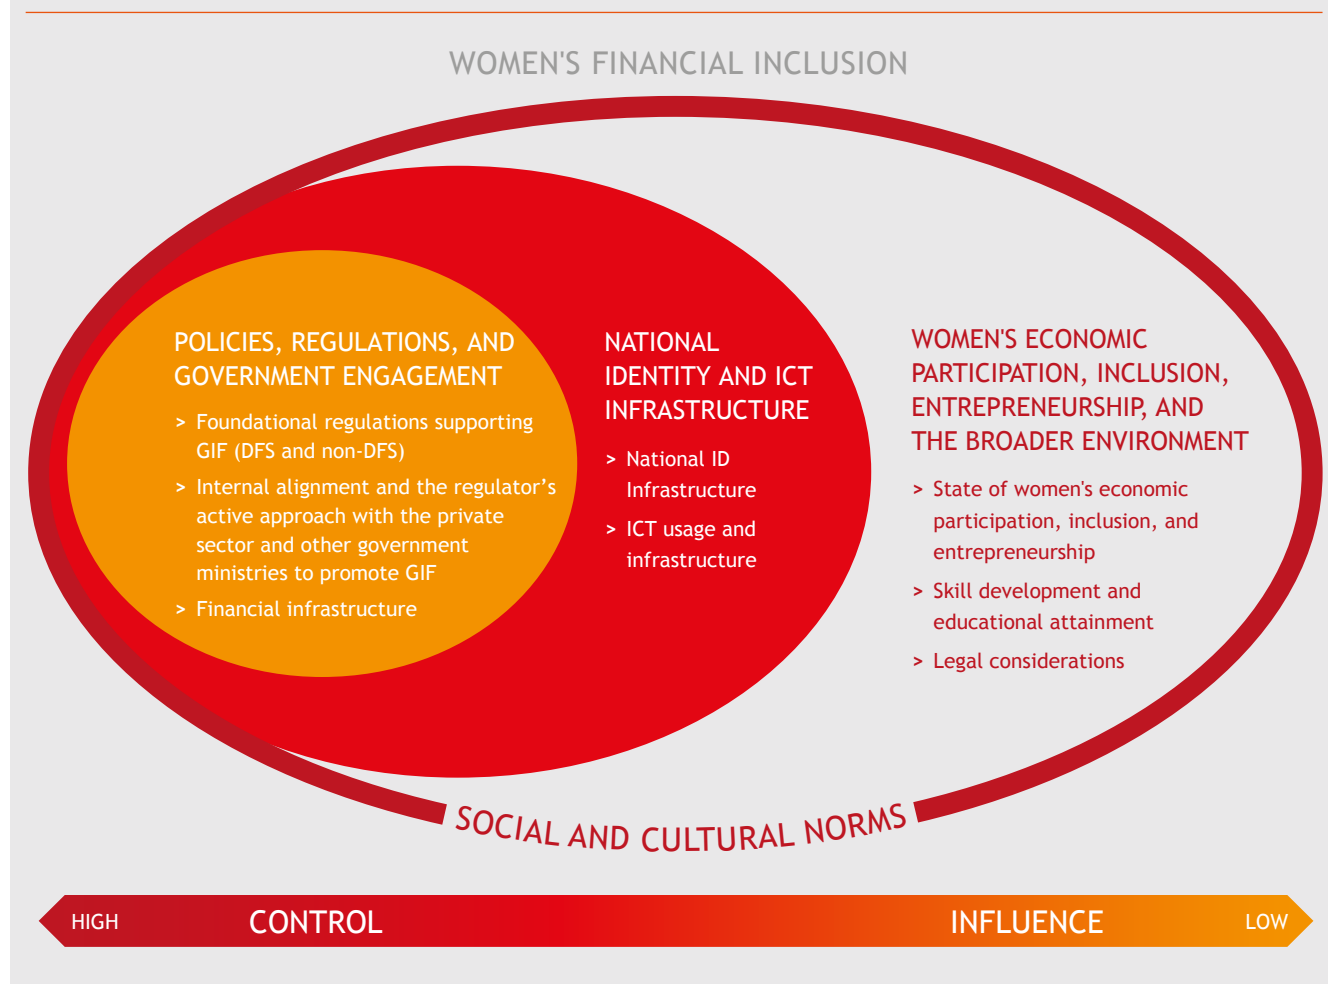 WOMEN'S FINANCIAL INCLUSION
POLICIES, REGULATIONS, AND
GOVERNMENT ENGAGEMENT
> Foundational regulations supporting
GIF (DFS and non-DFS)
> Internal alignment and the regulator’s
active approach with the private
sector and other government
ministries to promote GIF
> Financial infrastructure
NATIONAL
IDENTITY AND ICT
INFRASTRUCTURE
> National ID
Infrastructure
> ICT usage and
infrastructure
WOMEN'S ECONOMIC
PARTICIPATION, INCLUSION,
ENTREPRENEURSHIP, AND
THE BROADER ENVIRONMENT
> State of women's economic
participation, inclusion, and
entrepreneurship
> Skill development and
educational attainment
> Legal considerations
SOCIAL AND CULTURAL NORMS
HIGH CONTROL INFLUENCE LOW